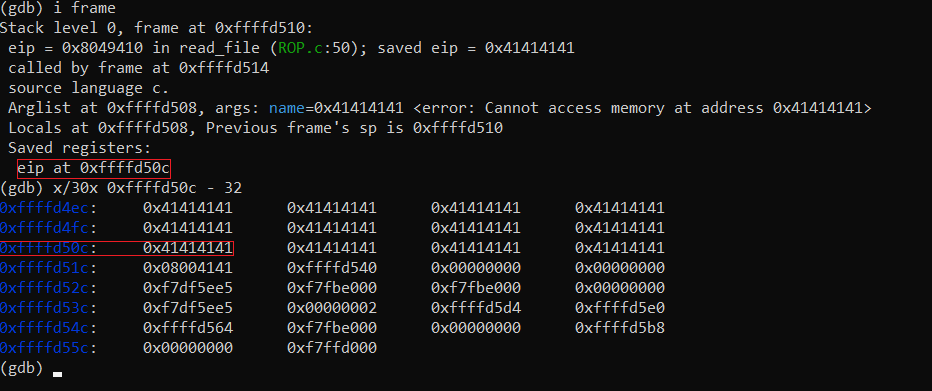 (gdb) i frame
Stack level 0, frame at 0xffffd510:
 eip = 0x8049410 in read_file (ROP.c:50); saved eip = 0x41414141
 called by frame at 0xffffd514
 source language c.
 Arglist at 0xffffd508, args: name=0x41414141 <error: Cannot access memory at address 0x41414141>
 Locals at 0xffffd508, Previous frame's sp is 0xffffd510
 Saved registers:
  eip at 0xffffd50c
(gdb) x/30x 0xffffd50c - 32
0xffffd4ec:     0x41414141      0x41414141      0x41414141      0x41414141
0xffffd4fc:     0x41414141      0x41414141      0x41414141      0x41414141
0xffffd50c:     0x41414141      0x41414141      0x41414141      0x41414141
0xffffd51c:     0x08004141      0xffffd540      0x00000000      0x00000000
0xffffd52c:     0xf7df5ee5      0xf7fbe000      0xf7fbe000      0x00000000
0xffffd53c:     0xf7df5ee5      0x00000002      0xffffd5d4      0xffffd5e0
0xffffd54c:     0xffffd564      0xf7fbe000      0x00000000      0xffffd5b8
0xffffd55c:     0x00000000      0xf7ffd000
(gdb)